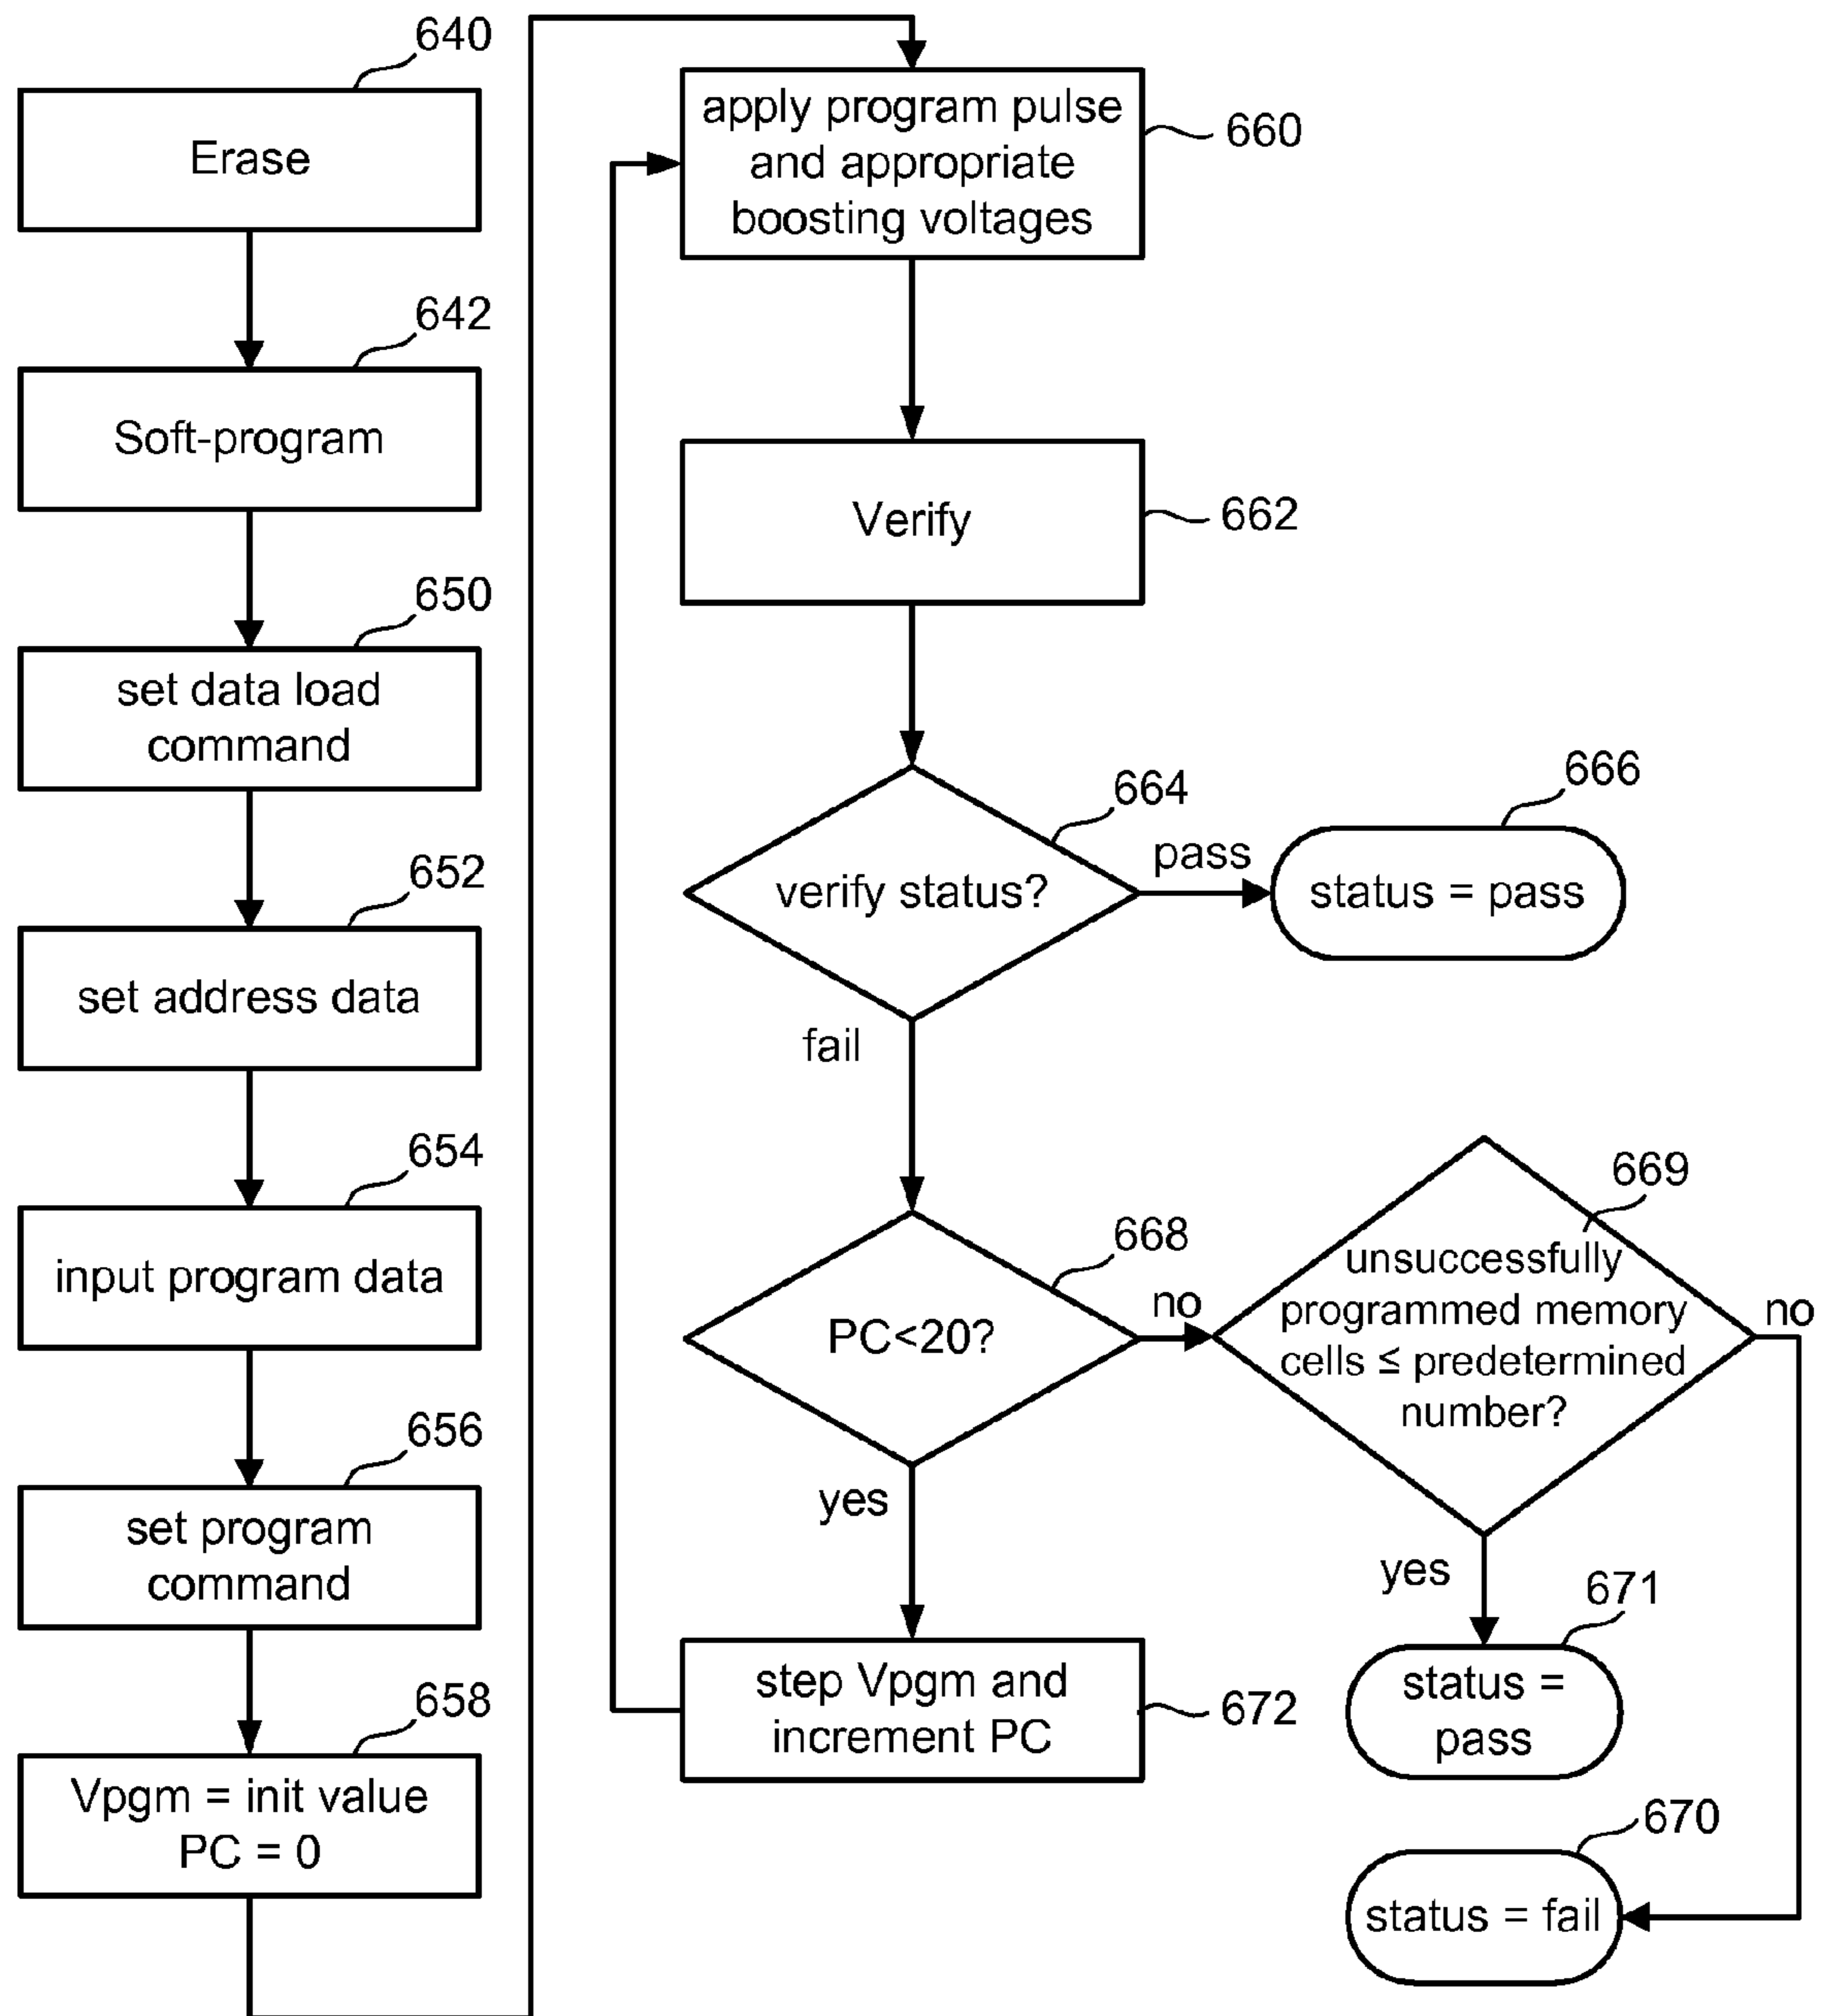 640
Erase
642
Soft-program
650
set data load
command
652
set address data
654
input program data
656
set program
command
658
Vpgm = init value
PC = 0
apply program pulse
and appropriate
boosting voltages
660
Verify
662
664
verify status?
pass
666
status = pass
fail
668
PC<20?
no
669
unsuccessfully
programmed memory
cells ≤ predetermined
number?
no
yes
step Vpgm and
increment PC
672
yes
671
status =
pass
670
status = fail